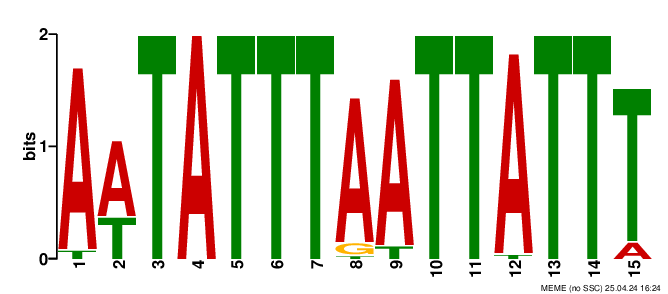 2
1
0
bits
A A T A T T T A A T T A T T T
T T G T T A
1 2 3 4 5 6 7 8 9 10 11 12 13 14 15
MEME (no SSC) 25.04.24 16:24